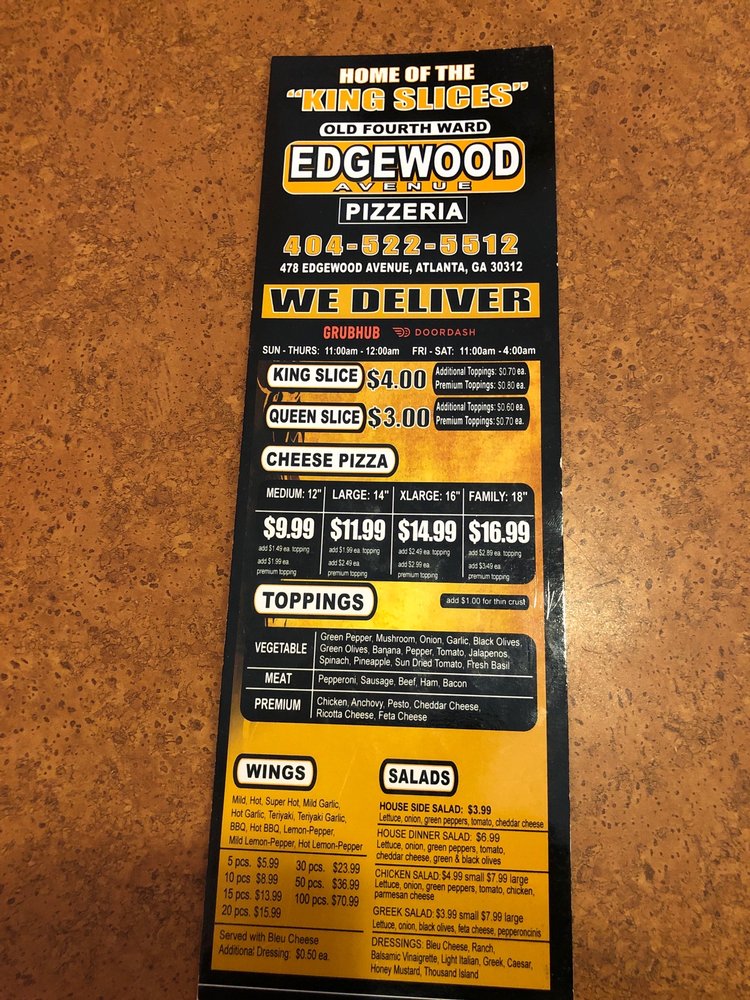 HOME OF THE
"KING SLICES"
OLD FOURTH WARD
EDGEWOOD
AVENUE
PIZZERIA
404-522-5512
478 EDGEWOOD AVENUE, ATLANTA, GA 30312
WE DELIVER
GRUBHUB DOORDASH
SUN - THURS: 11:00am - 12:00am FRI - SAT: 11:00am - 4:00am
KING SLICE $4.00 Additional Toppings: $0.70 ea.
Premium Toppings: $0.80 ea.
QUEEN SLICE $3.00 Additional Toppings: $0.60 ea.
Premium Toppings: $0.70 ea.
CHEESE PIZZA
MEDIUM: 12" LARGE: 14" XLARGE: 16" FAMILY: 18"
$9.99 $11.99 $14.99 $16.99
add $1.49 ea. topping add $1.99 ea. topping add $2.49 ea. topping add $2.89 ea. topping
add $1.99 ea. add $2.49 ea. add $2.99 ea. add $3.49 ea.
premium topping premium topping premium topping premium topping
TOPPINGS add $1.00 for thin crust
VEGETABLE
Green Pepper, Mushroom, Onion, Garlic, Black Olives,
Green Olives, Banana, Pepper, Tomato, Jalapenos,
Spinach, Pineapple, Sun Dried Tomato, Fresh Basil
MEAT Pepperoni, Sausage, Beef, Ham, Bacon
PREMIUM Chicken, Anchovy, Pesto, Cheddar Cheese,
Ricotta Cheese, Feta Cheese
WINGS
Mild, Hot, Super Hot, Mild Garlic,
Hot Garlic, Teriyaki, Teriyaki Garlic,
BBQ, Hot BBQ, Lemon-Pepper,
Mild Lemon-Pepper, Hot Lemon-Pepper
5 pcs. $5.99 30 pcs. $23.99
10 pcs $8.99 50 pcs. $36.99
15 pcs. $13.99 100 pcs. $70.99
20 pcs. $15.99
Served with Bleu Cheese
Additional Dressing: $0.50 ea.
SALADS
HOUSE SIDE SALAD: $3.99
Lettuce, onion, green peppers, tomato, cheddar cheese
HOUSE DINNER SALAD: $6.99
Lettuce, onion, green peppers, tomato,
cheddar cheese, green & black olives
CHICKEN SALAD: $4.99 small $7.99 large
Lettuce, onion, green peppers, tomato, chicken,
parmesan cheese
GREEK SALAD: $3.99 small $7.99 large
Lettuce, onion, black olives, feta cheese, pepperoncinis
DRESSINGS: Bleu Cheese, Ranch,
Balsamic Vinaigrette, Light Italian, Greek, Caesar,
Honey Mustard, Thousand Island